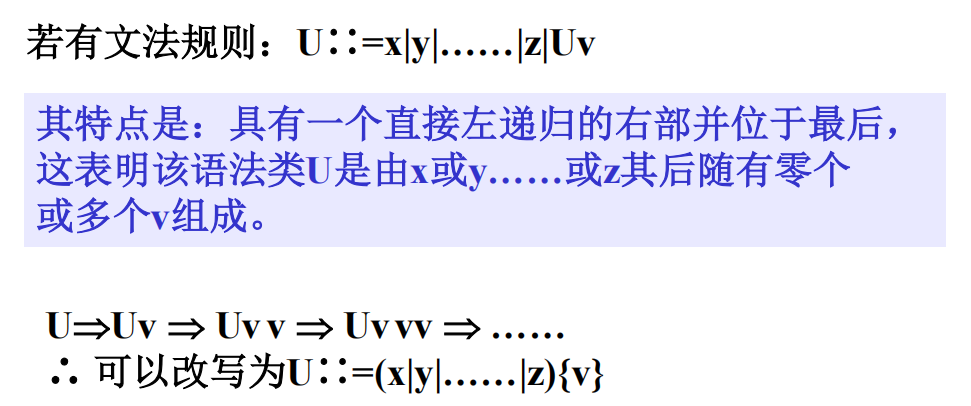 若有文法规则：U∷=x|y|……|z|Uv
其特点是：具有一个直接左递归的右部并位于最后，
这表明该语法类U是由x或y……或z其后随有零个
或多个v组成。
U⇒Uv ⇒ Uv v ⇒ Uv vv ⇒ ……
∴ 可以改写为U∷=(x|y|……|z){v}